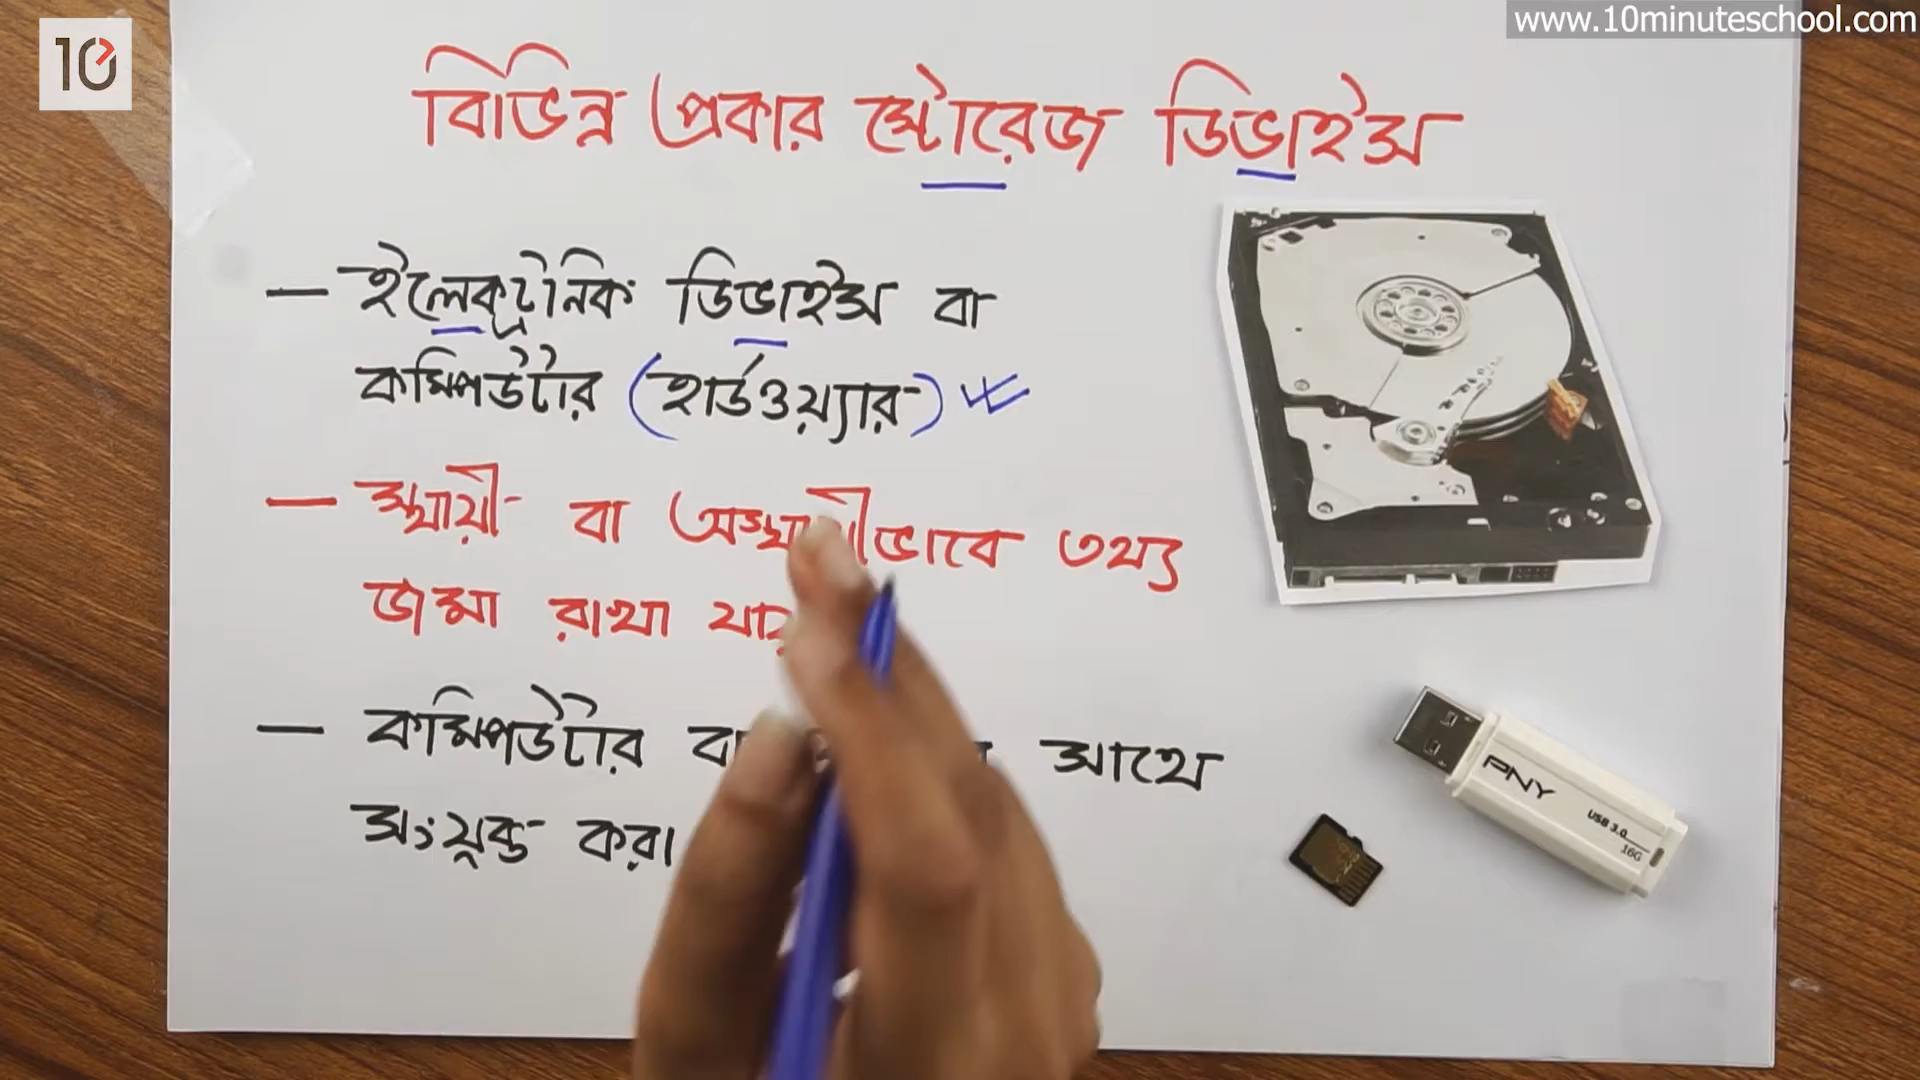 www.10minuteschool.com
10
বিভিন্ন প্রকার স্টোরেজ ডিভাইস
— ইলেকট্রনিক ডিভাইস বা
কম্পিউটার (হার্ডওয়্যার)
— স্থায়ী বা অস্থায়ীভাবে তথ্য
জমা রাখা যায়
— কম্পিউটার সাথে
সংযুক্ত করা
PNY
USB 3.0
16G